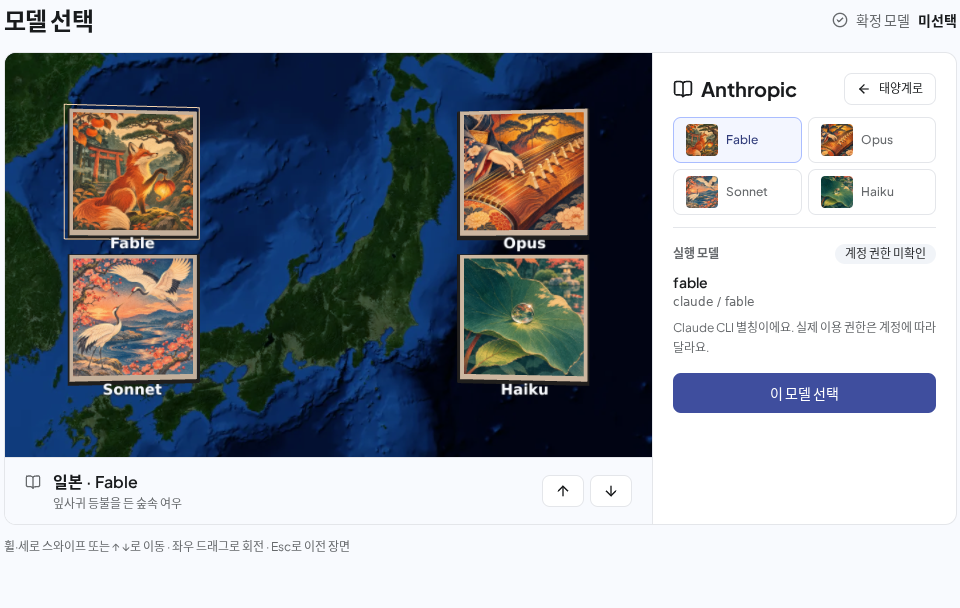 모델 선택
확정 모델 미선택
Fable
Opus
Sonnet
Haiku
일본 · Fable
잎사귀 등불을 든 숲속 여우
휠·세로 스와이프 또는 ↑ ↓로 이동 · 좌우 드래그로 회전 · Esc로 이전 장면
Anthropic
← 태양계로
Fable
Opus
Sonnet
Haiku
실행 모델
계정 권한 미확인
fable
claude / fable
Claude CLI 별칭이에요. 실제 이용 권한은 계정에 따라
달라요.
이 모델 선택